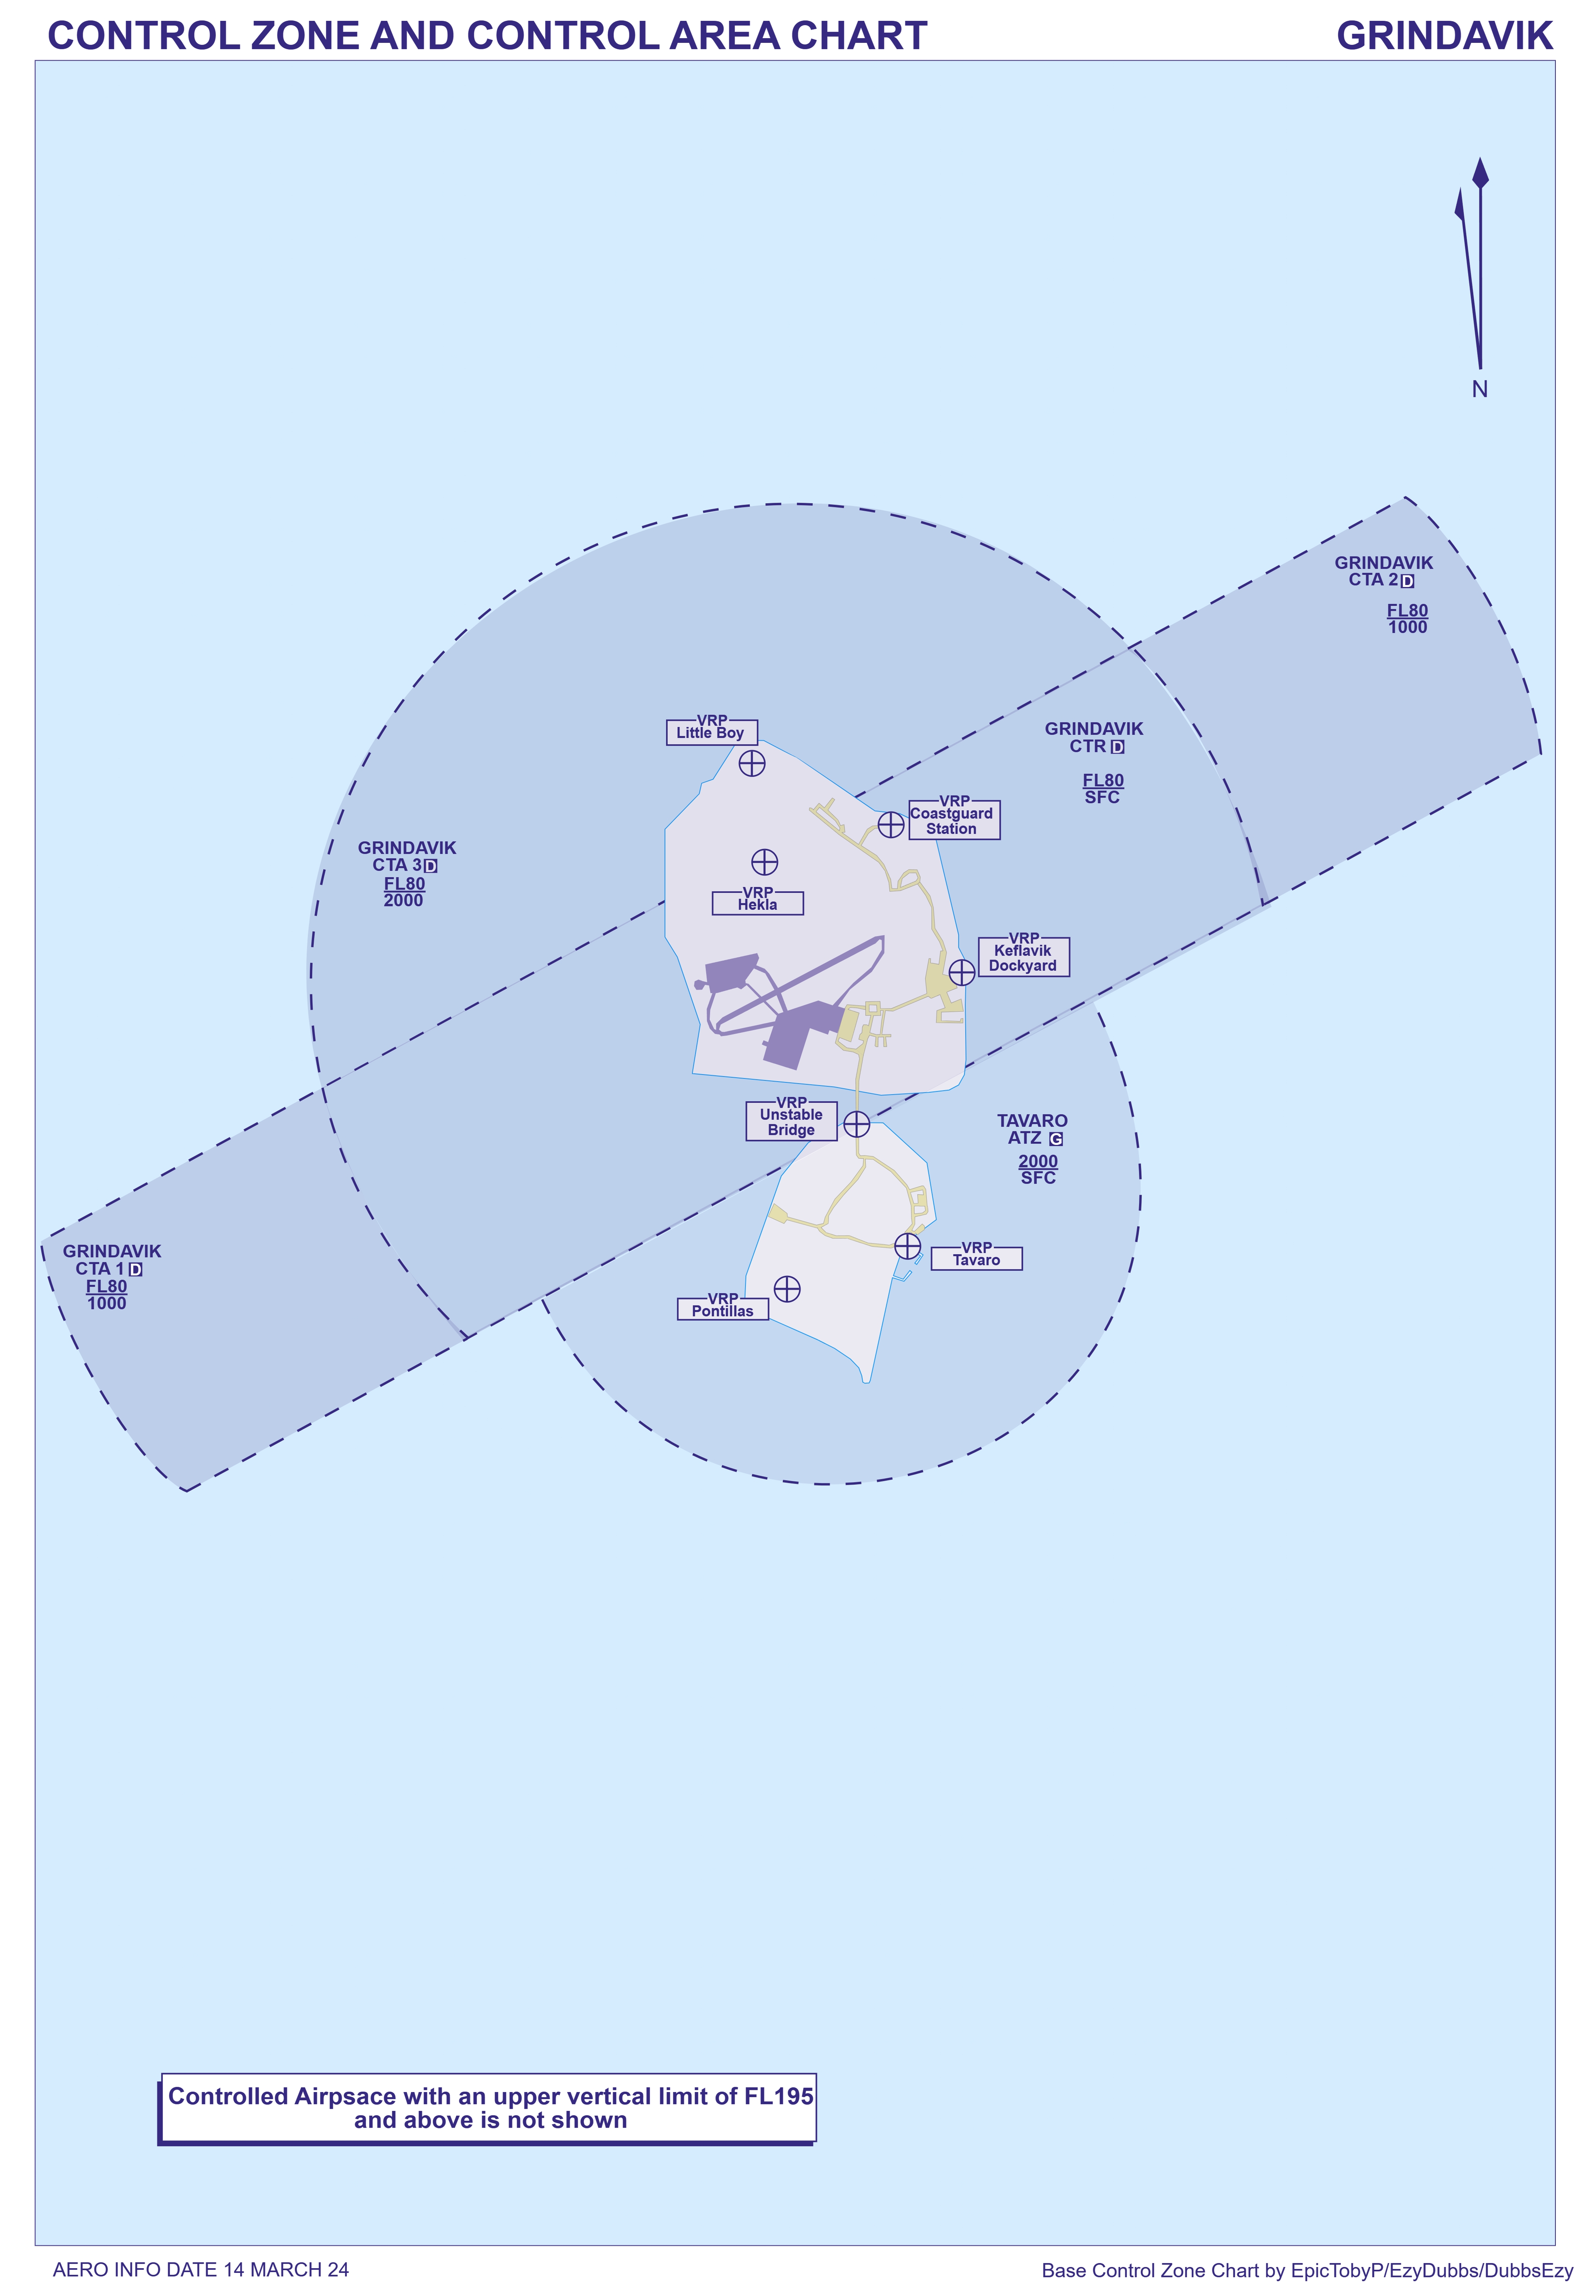 CONTROL ZONE AND CONTROL AREA CHART
GRINDAVIK
N
GRINDAVIK
CTA 2 D
FL80
1000
GRINDAVIK
CTR D
FL80
SFC
VRP
Little Boy
VRP
Coastguard
Station
GRINDAVIK
CTA 3 D
FL80
2000
VRP
Hekla
VRP
Keflavik
Dockyard
VRP
Unstable
Bridge
TAVARO
ATZ G
2000
SFC
GRINDAVIK
CTA 1 D
FL80
1000
VRP
Tavaro
VRP
Pontillas
Controlled Airpsace with an upper vertical limit of FL195
and above is not shown
AERO INFO DATE 14 MARCH 24
Base Control Zone Chart by EpicTobyP/EzyDubbs/DubbsEzy